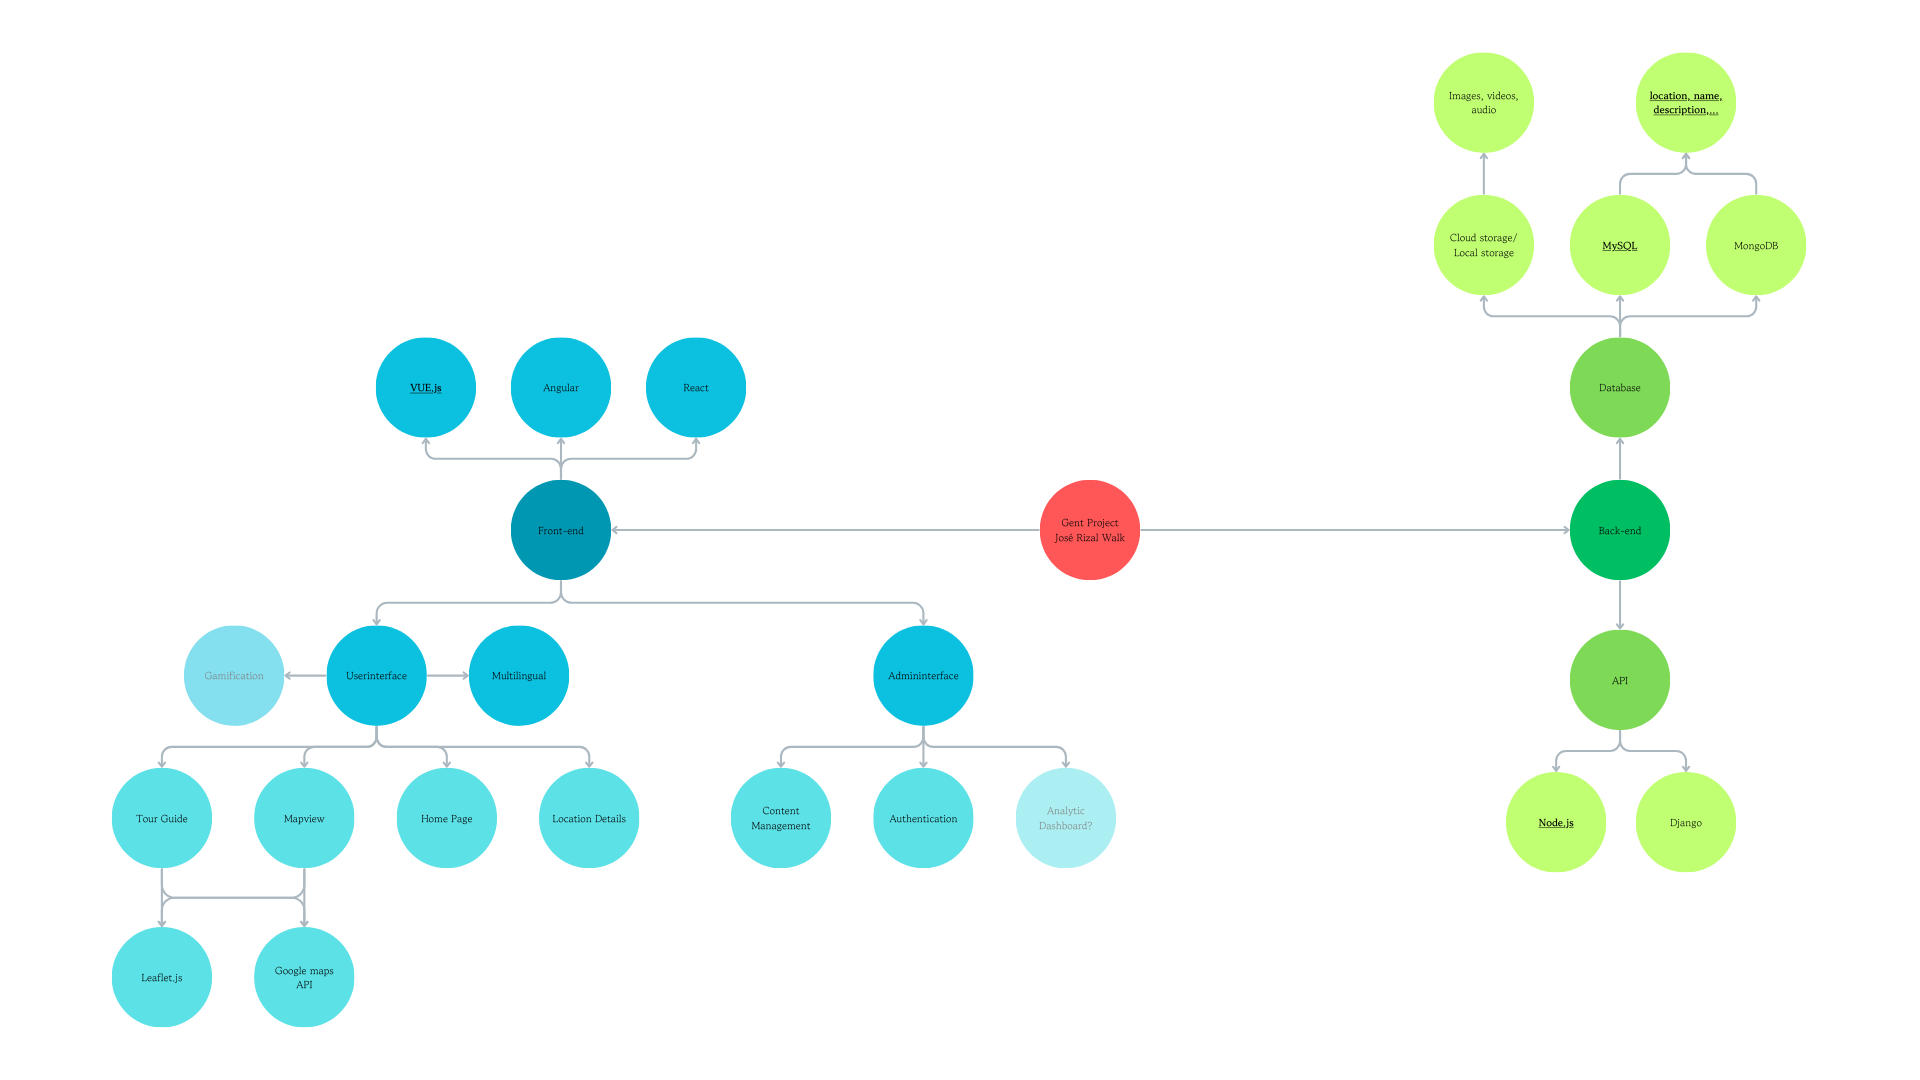 Images, videos,
audio
location, name,
description,...
Cloud storage/
Local storage
MySQL
MongoDB
VUE.js
Angular
React
Database
Front-end
Gent Project
José Rizal Walk
Back-end
Gamification
Userinterface
Multilingual
Admininterface
API
Tour Guide
Mapview
Home Page
Location Details
Content
Management
Authentication
Analytic
Dashboard?
Node.js
Django
Leaflet.js
Google maps
API